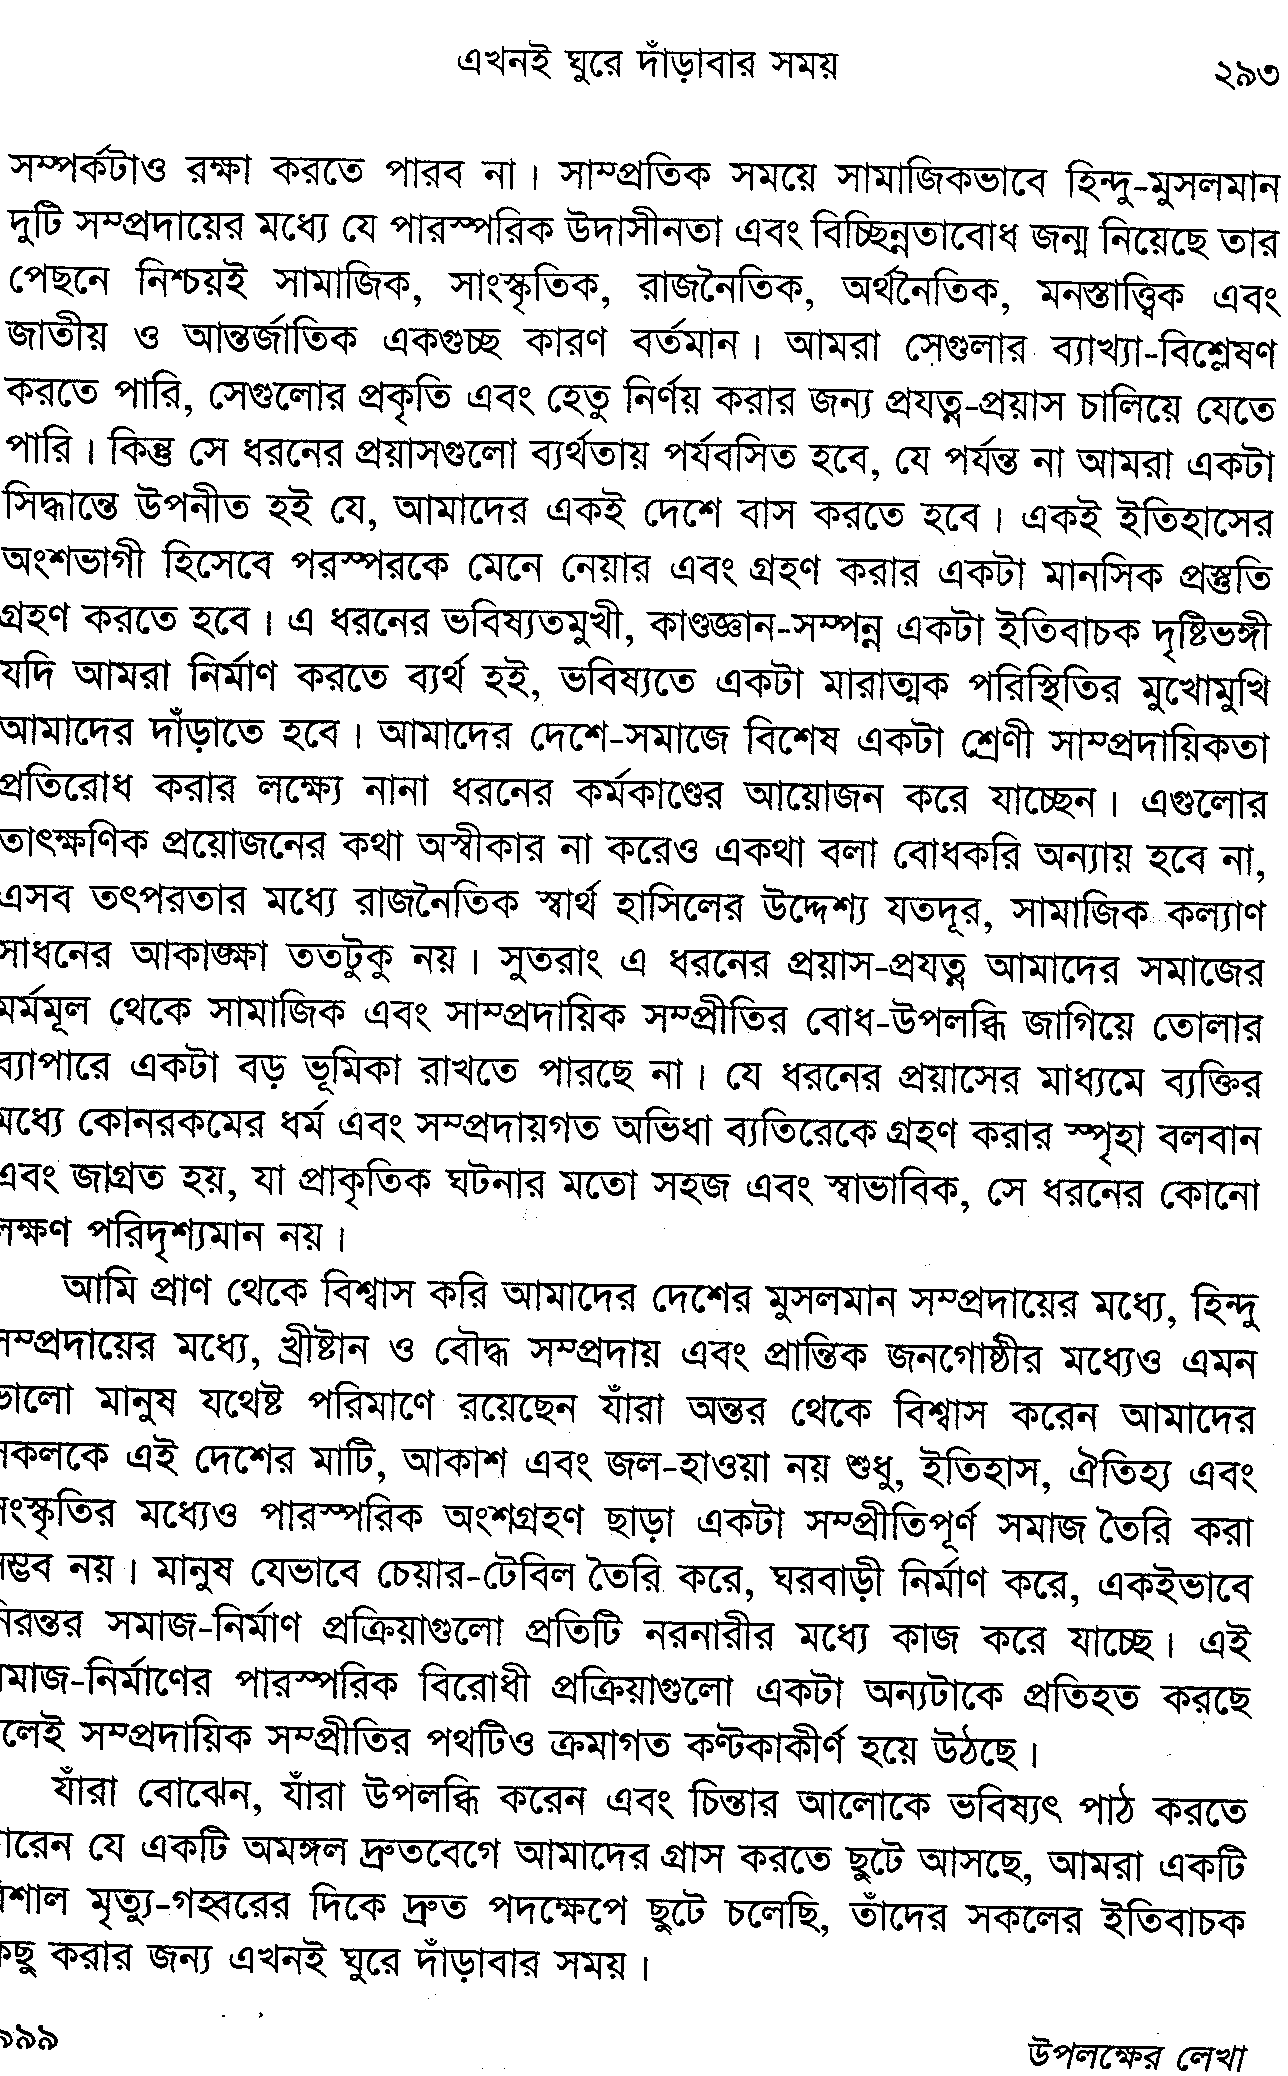 এখনই ঘুরে দাঁড়াবার সময়
২৯৩
সম্পর্কটাও রক্ষা করতে পারব না। সাম্প্রতিক সময়ে সামাজিকভাবে হিন্দু-মুসলমান
দুটি সম্প্রদায়ের মধ্যে যে পারস্পরিক উদাসীনতা এবং বিচ্ছিন্নতাবোধ জন্ম নিয়েছে তার
পেছনে নিশ্চয়ই সামাজিক, সাংস্কৃতিক, রাজনৈতিক, অর্থনৈতিক, মনস্তাত্ত্বিক এবং
জাতীয় ও আন্তর্জাতিক একগুচ্ছ কারণ বর্তমান। আমরা সেগুলার ব্যাখ্যা-বিশ্লেষণ
করতে পারি, সেগুলোর প্রকৃতি এবং হেতু নির্ণয় করার জন্য প্রযত্ন-প্রয়াস চালিয়ে যেতে
পারি। কিন্তু সে ধরনের প্রয়াসগুলো ব্যর্থতায় পর্যবসিত হবে, যে পর্যন্ত না আমরা একটা
সিদ্ধান্তে উপনীত হই যে, আমাদের একই দেশে বাস করতে হবে। একই ইতিহাসের
অংশভাগী হিসেবে পরস্পরকে মেনে নেয়ার এবং গ্রহণ করার একটা মানসিক প্রস্তুতি
গ্রহণ করতে হবে। এ ধরনের ভবিষ্যতমুখী, কাণ্ডজ্ঞান-সম্পন্ন একটা ইতিবাচক দৃষ্টিভঙ্গী
যদি আমরা নির্মাণ করতে ব্যর্থ হই, ভবিষ্যতে একটা মারাত্মক পরিস্থিতির মুখোমুখি
আমাদের দাঁড়াতে হবে। আমাদের দেশে-সমাজে বিশেষ একটা শ্রেণী সাম্প্রদায়িকতা
প্রতিরোধ করার লক্ষ্যে নানা ধরনের কর্মকাণ্ডের আয়োজন করে যাচ্ছেন। এগুলোর
তাৎক্ষণিক প্রয়োজনের কথা অস্বীকার না করেও একথা বলা বোধকরি অন্যায় হবে না,
এসব তৎপরতার মধ্যে রাজনৈতিক স্বার্থ হাসিলের উদ্দেশ্য যতদূর, সামাজিক কল্যাণ
সাধনের আকাঙ্ক্ষা ততটুকু নয়। সুতরাং এ ধরনের প্রয়াস-প্রযত্ন আমাদের সমাজের
মর্মমূল থেকে সামাজিক এবং সাম্প্রদায়িক সম্প্রীতির বোধ-উপলব্ধি জাগিয়ে তোলার
ব্যাপারে একটা বড় ভূমিকা রাখতে পারছে না। যে ধরনের প্রয়াসের মাধ্যমে ব্যক্তির
মধ্যে কোনরকমের ধর্ম এবং সম্প্রদায়গত অভিধা ব্যতিরেকে গ্রহণ করার স্পৃহা বলবান
এবং জাগ্রত হয়, যা প্রাকৃতিক ঘটনার মতো সহজ এবং স্বাভাবিক, সে ধরনের কোনো
লক্ষণ পরিদৃশ্যমান নয়।
আমি প্রাণ থেকে বিশ্বাস করি আমাদের দেশের মুসলমান সম্প্রদায়ের মধ্যে, হিন্দু
সম্প্রদায়ের মধ্যে, খ্রীষ্টান ও বৌদ্ধ সম্প্রদায় এবং প্রান্তিক জনগোষ্ঠীর মধ্যেও এমন
ভালো মানুষ যথেষ্ট পরিমাণে রয়েছেন যাঁরা অন্তর থেকে বিশ্বাস করেন আমাদের
সকলকে এই দেশের মাটি, আকাশ এবং জল-হাওয়া নয় শুধু, ইতিহাস, ঐতিহ্য এবং
সংস্কৃতির মধ্যেও পারস্পরিক অংশগ্রহণ ছাড়া একটা সম্প্রীতিপূর্ণ সমাজ তৈরি করা
সম্ভব নয়। মানুষ যেভাবে চেয়ার-টেবিল তৈরি করে, ঘরবাড়ী নির্মাণ করে, একইভাবে
নিরন্তর সমাজ-নির্মাণ প্রক্রিয়াগুলো প্রতিটি নরনারীর মধ্যে কাজ করে যাচ্ছে। এই
সমাজ-নির্মাণের পারস্পরিক বিরোধী প্রক্রিয়াগুলো একটা অন্যটাকে প্রতিহত করছে
বলেই সম্প্রদায়িক সম্প্রীতির পথটিও ক্রমাগত কণ্টকাকীর্ণ হয়ে উঠছে।
যাঁরা বোঝেন, যাঁরা উপলব্ধি করেন এবং চিন্তার আলোকে ভবিষ্যৎ পাঠ করতে
পারেন যে একটি অমঙ্গল দ্রুতবেগে আমাদের গ্রাস করতে ছুটে আসছে, আমরা একটি
বিশাল মৃত্যু-গহ্বরের দিকে দ্রুত পদক্ষেপে ছুটে চলেছি, তাঁদের সকলের ইতিবাচক
কিছু করার জন্য এখনই ঘুরে দাঁড়াবার সময়।
৯৯৯
উপলক্ষের লেখা